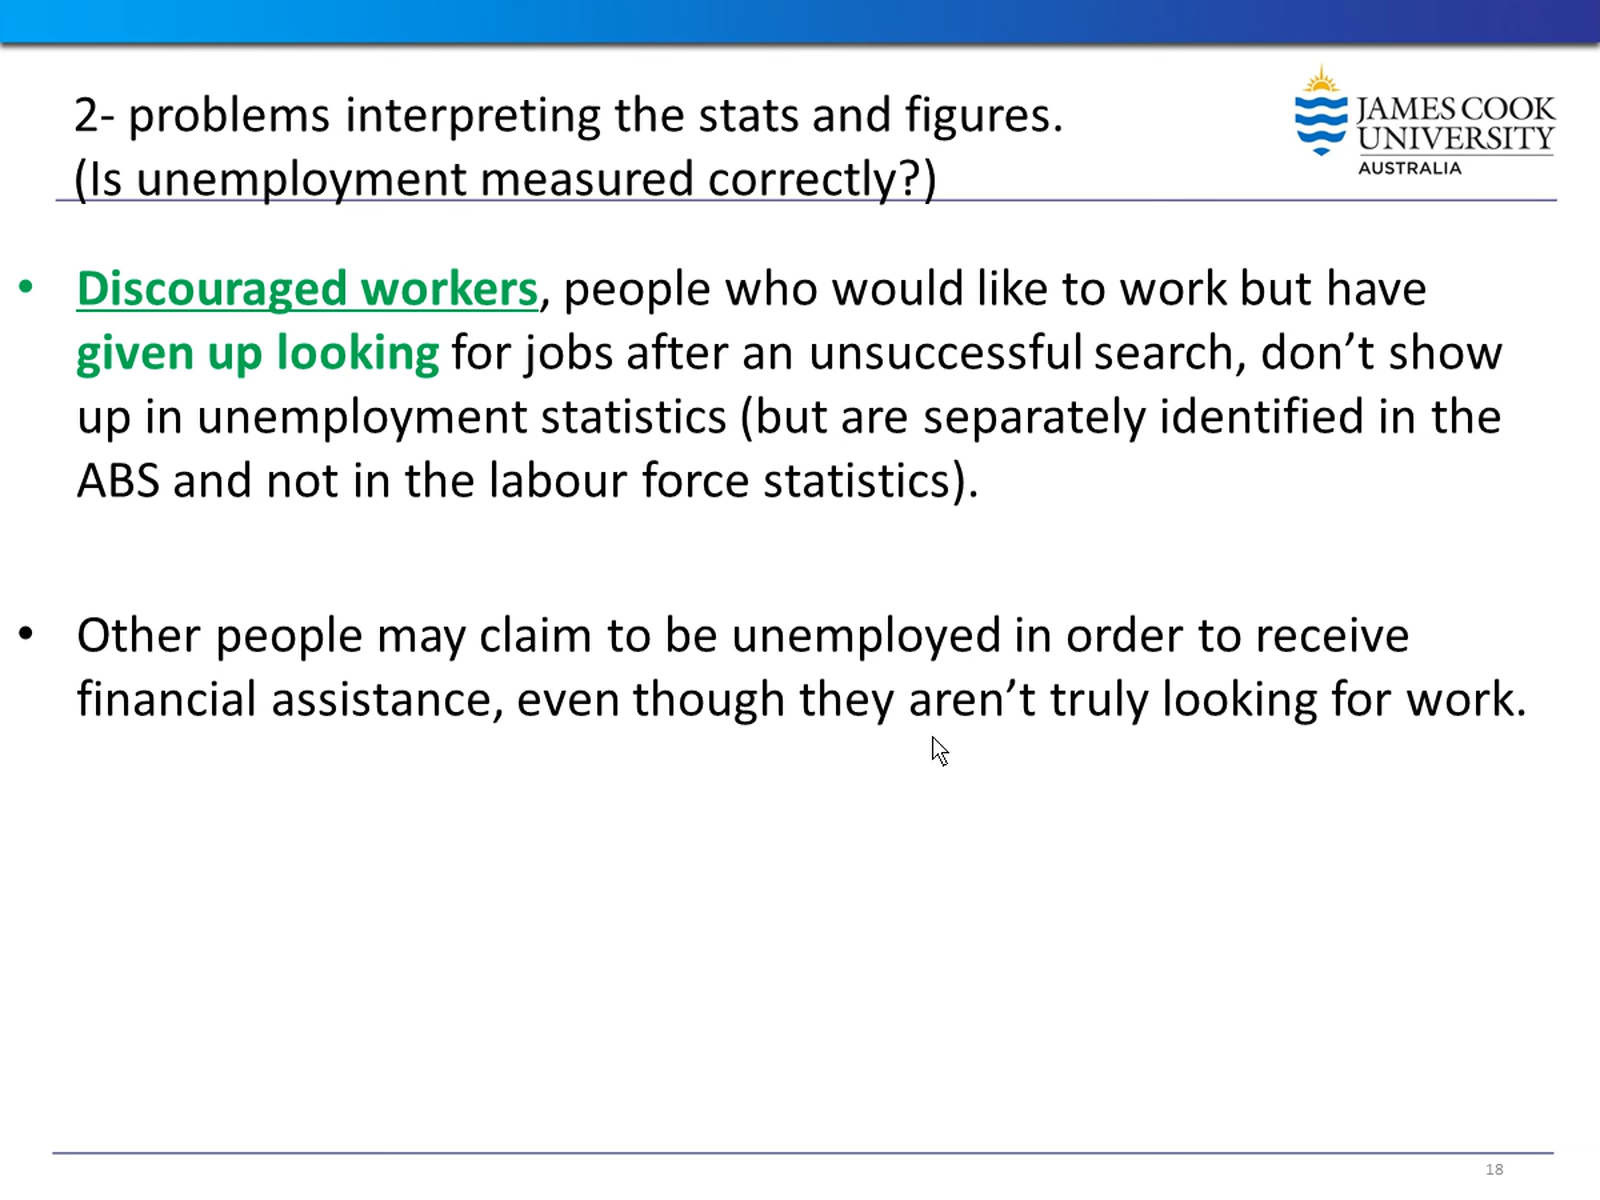 2- problems interpreting the stats and figures.
(Is unemployment measured correctly?)
JAMES COOK
UNIVERSITY
AUSTRALIA
• Discouraged workers, people who would like to work but have
given up looking for jobs after an unsuccessful search, don’t show
up in unemployment statistics (but are separately identified in the
ABS and not in the labour force statistics).
• Other people may claim to be unemployed in order to receive
financial assistance, even though they aren’t truly looking for work.
18